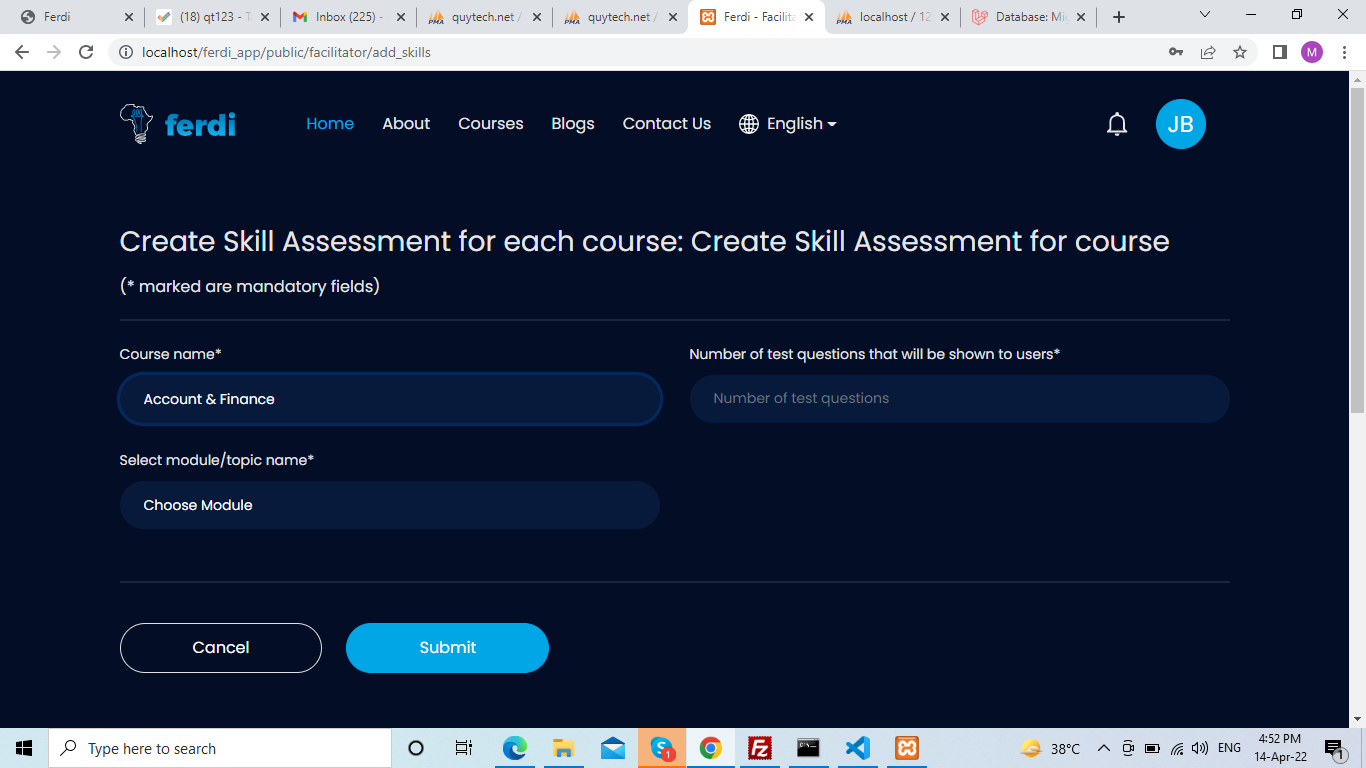 Ferdi
(18) qt123 - T
Inbox (225) -
quytech.net /
quytech.net /
Ferdi - Facilita
localhost / 12
Database: Mi
localhost/ferdi_app/public/facilitator/add_skills
M
ferdi
Home
About
Courses
Blogs
Contact Us
English
JB
Create Skill Assessment for each course: Create Skill Assessment for course
(* marked are mandatory fields)
Course name*
Number of test questions that will be shown to users*
Account & Finance
Number of test questions
Select module/topic name*
Choose Module
Cancel
Submit
Type here to search
1
38°C
ENG
4:52 PM
14-Apr-22
1